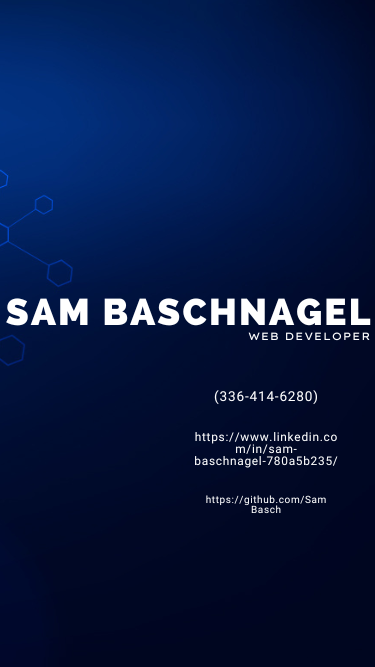 SAM BASCHNAGEL
WEB DEVELOPER
(336-414-6280)
https://www.linkedin.co
m/in/sam-
baschnagel-780a5b235/
https://github.com/Sam
Basch